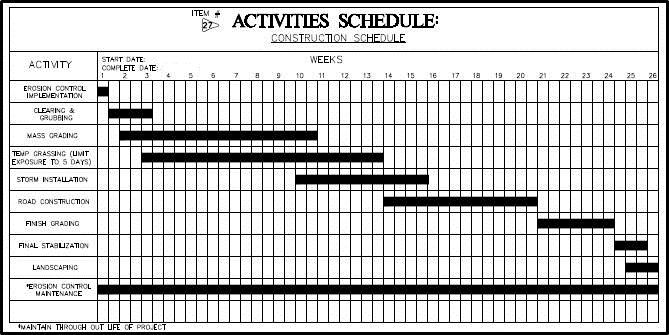 ITEM #
27
ACTIVITIES SCHEDULE:
CONSTRUCTION SCHEDULE
ACTIVITY
START DATE:
COMPLETE DATE:
WEEKS
1 2 3 4 5 6 7 8 9 10 11 12 13 14 15 16 17 18 19 20 21 22 23 24 25 26
EROSION CONTROL
IMPLEMENTATION
CLEARING &
GRUBBING
MASS GRADING
TEMP GRASSING (LIMIT
EXPOSURE TO 5 DAYS)
STORM INSTALLATION
ROAD CONSTRUCTION
FINISH GRADING
FINAL STABILIZATION
LANDSCAPING
*EROSION CONTROL
MAINTENANCE
*MAINTAIN THROUGH OUT LIFE OF PROJECT